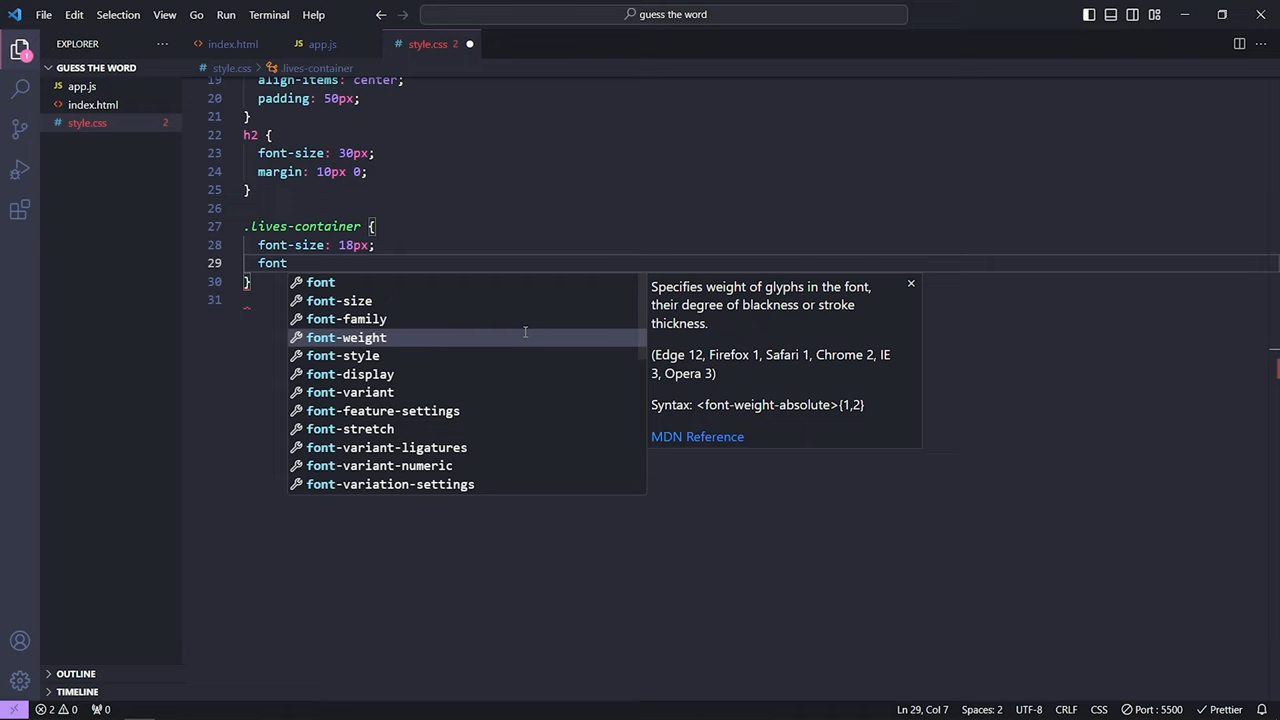 File Edit Selection View Go Run Terminal Help
guess the word
EXPLORER
index.html
app.js
style.css 2
GUESS THE WORD
style.css > .lives-container
app.js
index.html
style.css 2
19 align-items: center;
20 padding: 50px;
21 }
22 h2 {
23 font-size: 30px;
24 margin: 10px 0;
25 }
26
27 .lives-container {
28 font-size: 18px;
29 font
30 }
31
font
font-size
font-family
font-weight
font-style
font-display
font-variant
font-feature-settings
font-stretch
font-variant-ligatures
font-variant-numeric
font-variation-settings
Specifies weight of glyphs in the font,
their degree of blackness or stroke
thickness.
(Edge 12, Firefox 1, Safari 1, Chrome 2, IE
3, Opera 3)
Syntax: <font-weight-absolute>{1,2}
MDN Reference
1
OUTLINE
TIMELINE
2 0 0
Ln 29, Col 7 Spaces: 2 UTF-8 CRLF CSS Port : 5500 Prettier